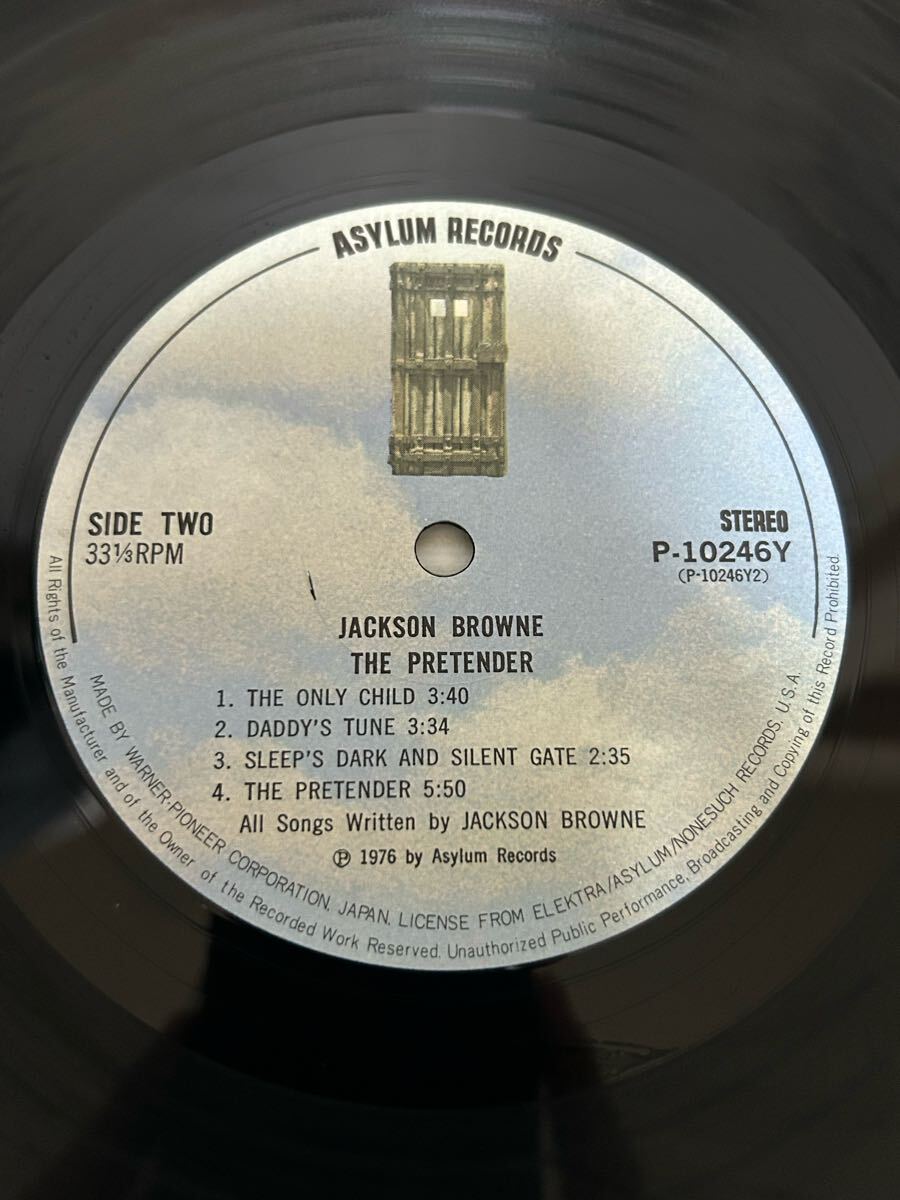 ASYLUM RECORDS
SIDE TWO
33⅓ RPM
STEREO
P-10246Y
(P-10246Y2)
JACKSON BROWNE
THE PRETENDER
1. THE ONLY CHILD 3:40
2. DADDY'S TUNE 3:34
3. SLEEP'S DARK AND SILENT GATE 2:35
4. THE PRETENDER 5:50
All Songs Written by JACKSON BROWNE
℗ 1976 by Asylum Records
MADE BY WARNER-PIONEER CORPORATION, JAPAN. LICENSE FROM ELEKTRA/ASYLUM/NONESUCH RECORDS, U.S.A.
All Rights of the Manufacturer and of the Owner of the Recorded Work Reserved. Unauthorized Public Performance, Broadcasting and Copying of this Record Prohibited.